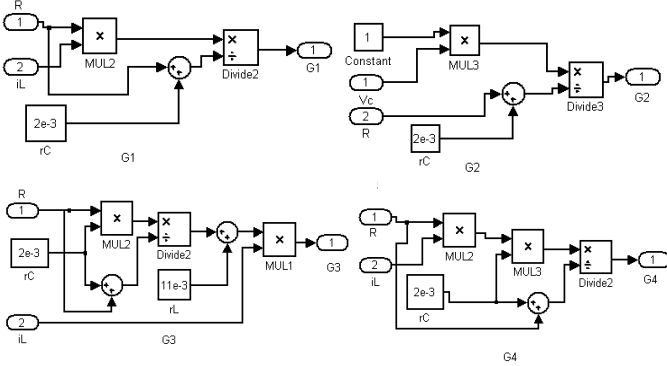 R
1
×
MUL2
2
iL
×
÷
Divide2
1
G1
2e-3
rC
G1
1
Constant
×
MUL3
1
Vc
2
R
×
÷
Divide3
1
G2
2e-3
rC
G2
R
1
×
MUL2
×
÷
Divide2
×
MUL1
1
G3
2e-3
rC
11e-3
rL
2
iL
G3
1
R
×
MUL2
×
MUL3
×
÷
Divide2
1
G4
2
iL
2e-3
rC
G4